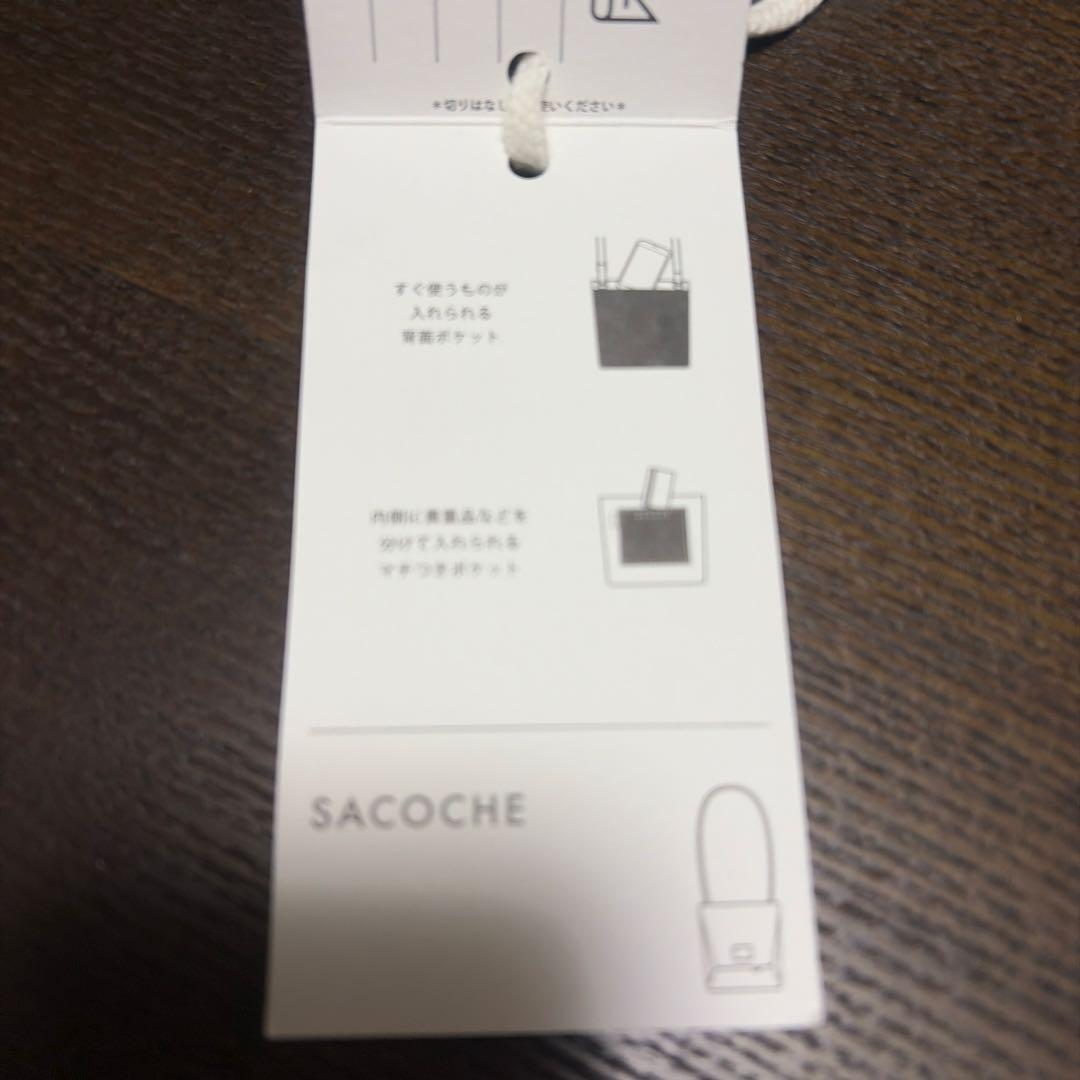 ＊切りはなし
いください＊
すぐ使うものが
入れられる
背面ポケット
内側に貴重品などを
分けて入れられる
マチつきポケット
SACOCHE